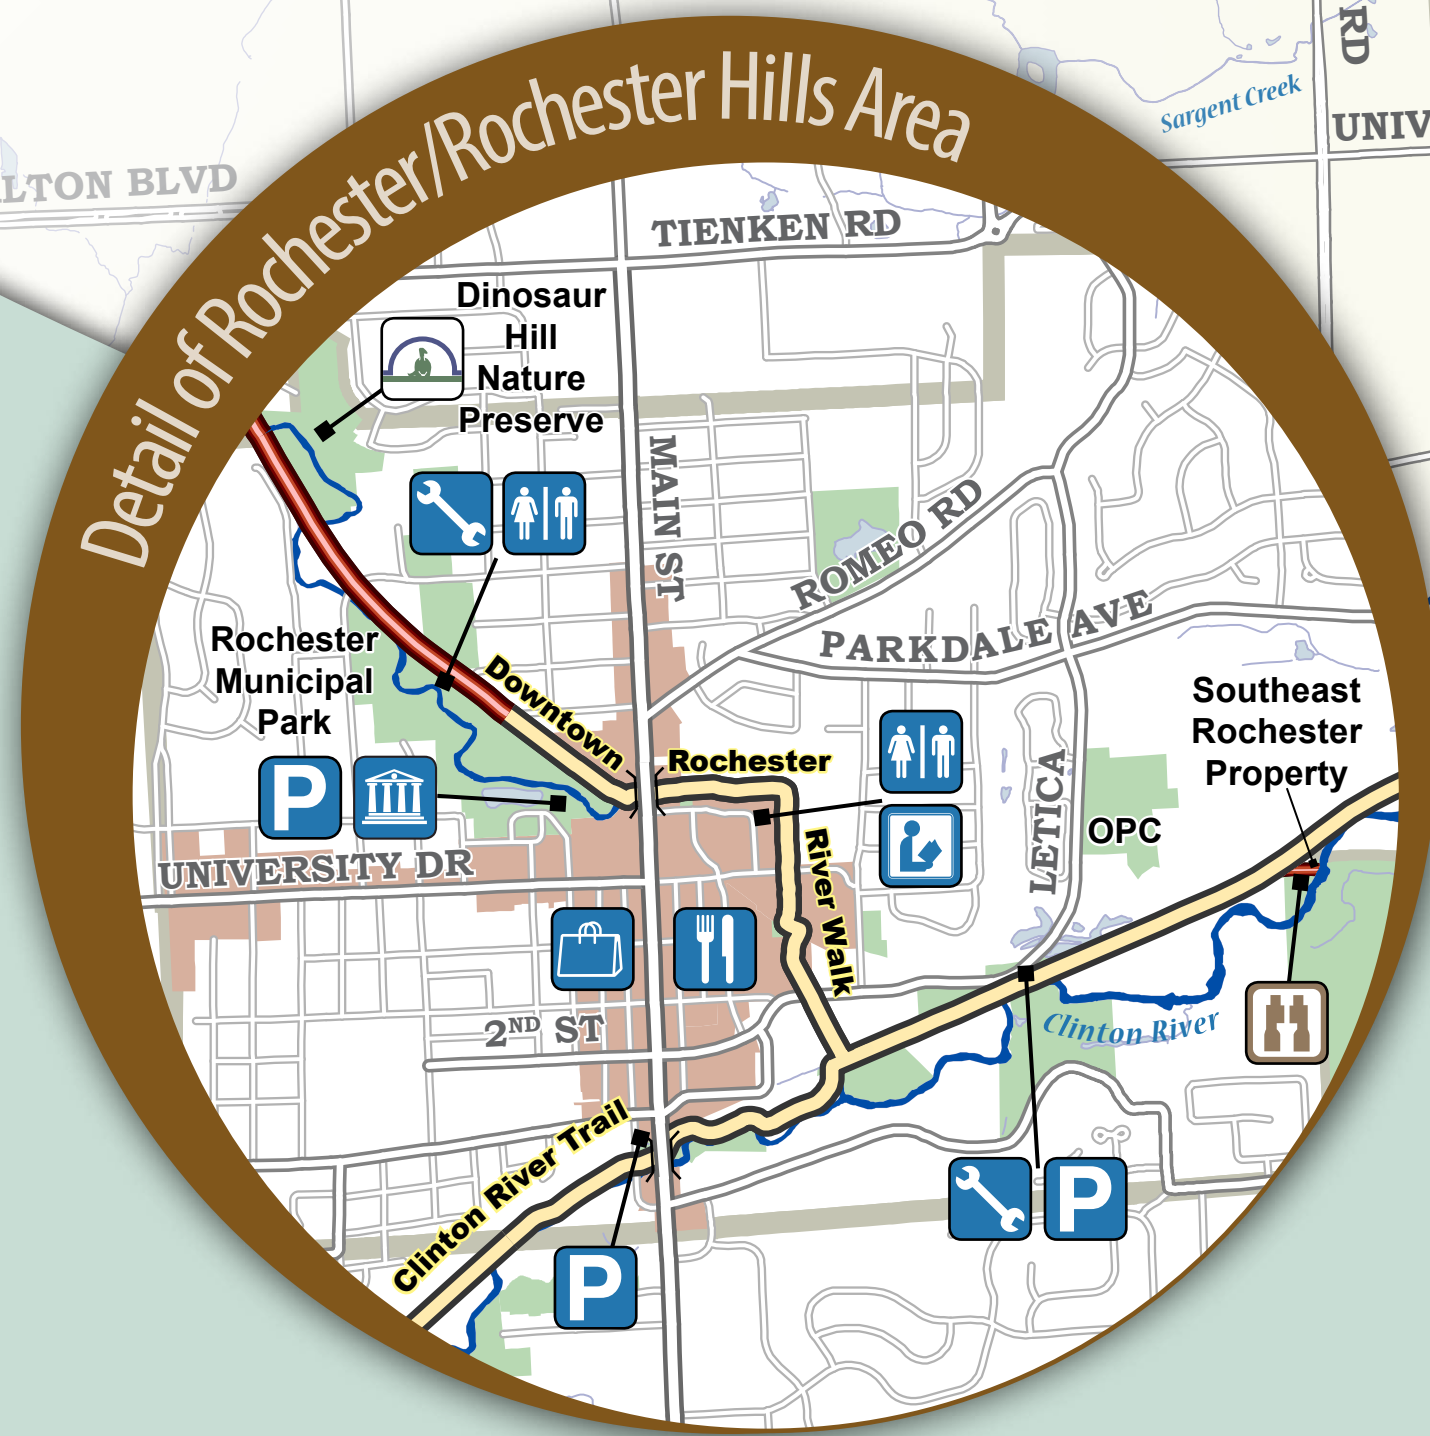 Detail of Rochester/Rochester Hills Area
LTON BLVD
Sargent Creek
RD
UNIV
TIENKEN RD
Dinosaur
Hill
Nature
Preserve
MAIN ST
ROMEO RD
PARKDALE AVE
Rochester
Municipal
Park
Downtown
Rochester
River Walk
Southeast
Rochester
Property
P
LETICA
OPC
UNIVERSITY DR
2ND ST
Clinton River
Clinton River Trail
P
P